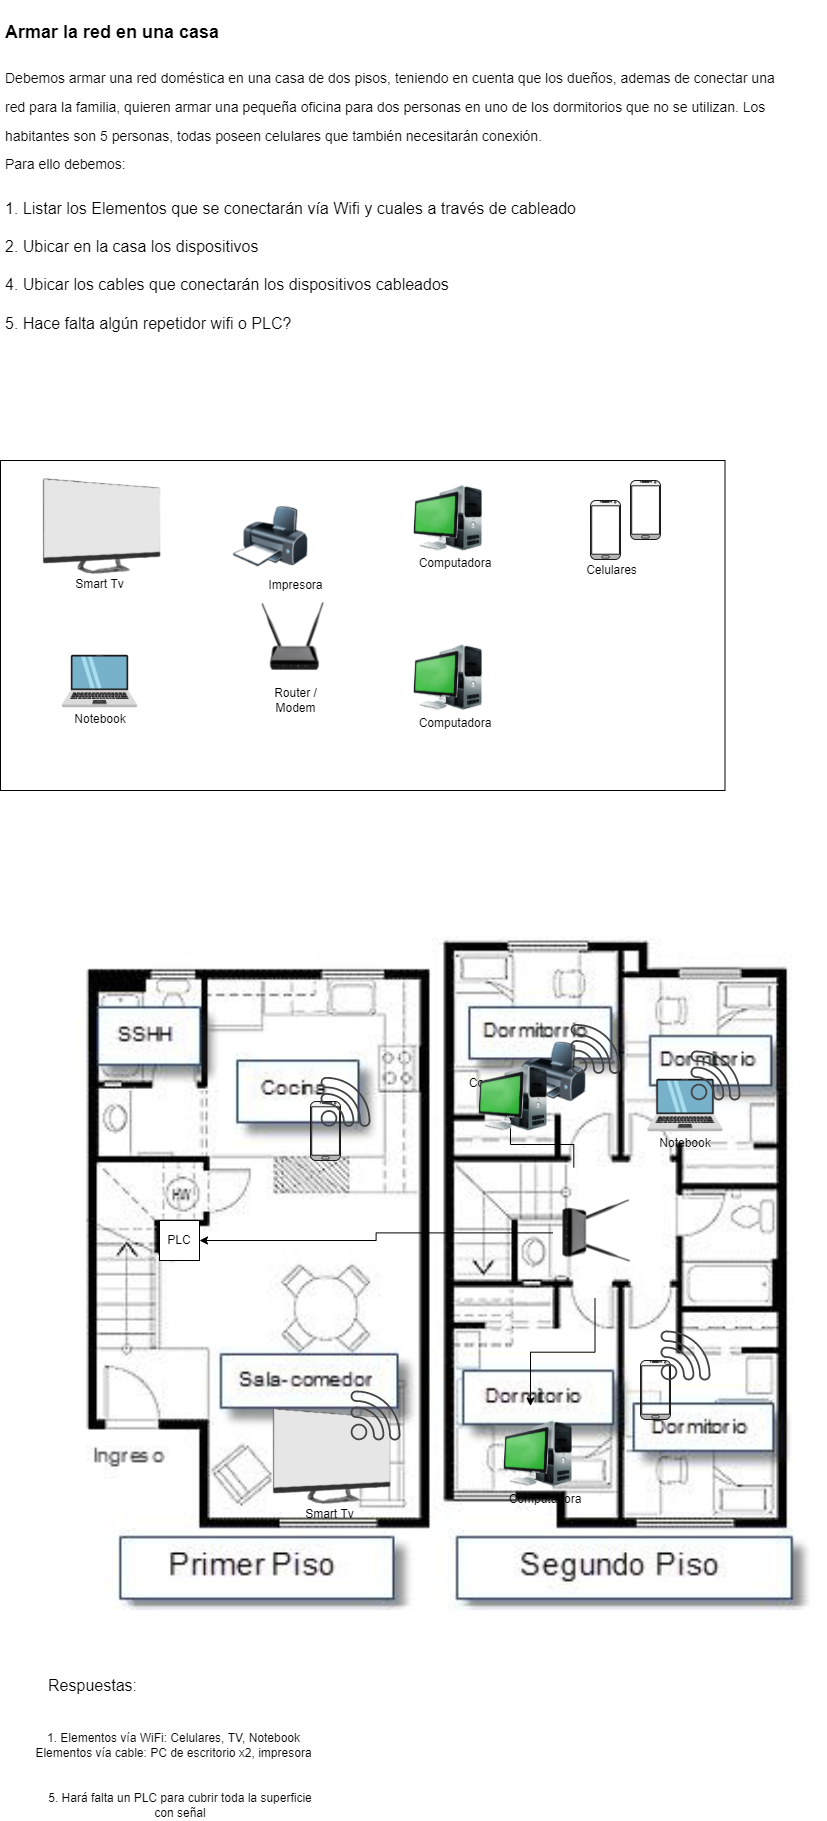 Armar la red en una casa
Debemos armar una red doméstica en una casa de dos pisos, teniendo en cuenta que los dueños, ademas de conectar una
red para la familia, quieren armar una pequeña oficina para dos personas en uno de los dormitorios que no se utilizan. Los
habitantes son 5 personas, todas poseen celulares que también necesitarán conexión.
Para ello debemos:
1. Listar los Elementos que se conectarán vía Wifi y cuales a través de cableado
2. Ubicar en la casa los dispositivos
4. Ubicar los cables que conectarán los dispositivos cableados
5. Hace falta algún repetidor wifi o PLC?
Smart Tv
Impresora
Computadora
Celulares
Notebook
Router /
Modem
Computadora
SSHH
Cocina
Dormitorrio
Dormitorio
Co
Notebook
HW
PLC
Sala-comedor
Dormitorio
Dormitorio
Ingreso
Smart Tv
Computadora
Primer Piso
Segundo Piso
Respuestas:
1. Elementos vía WiFi: Celulares, TV, Notebook
Elementos vía cable: PC de escritorio x2, impresora
5. Hará falta un PLC para cubrir toda la superficie
con señal